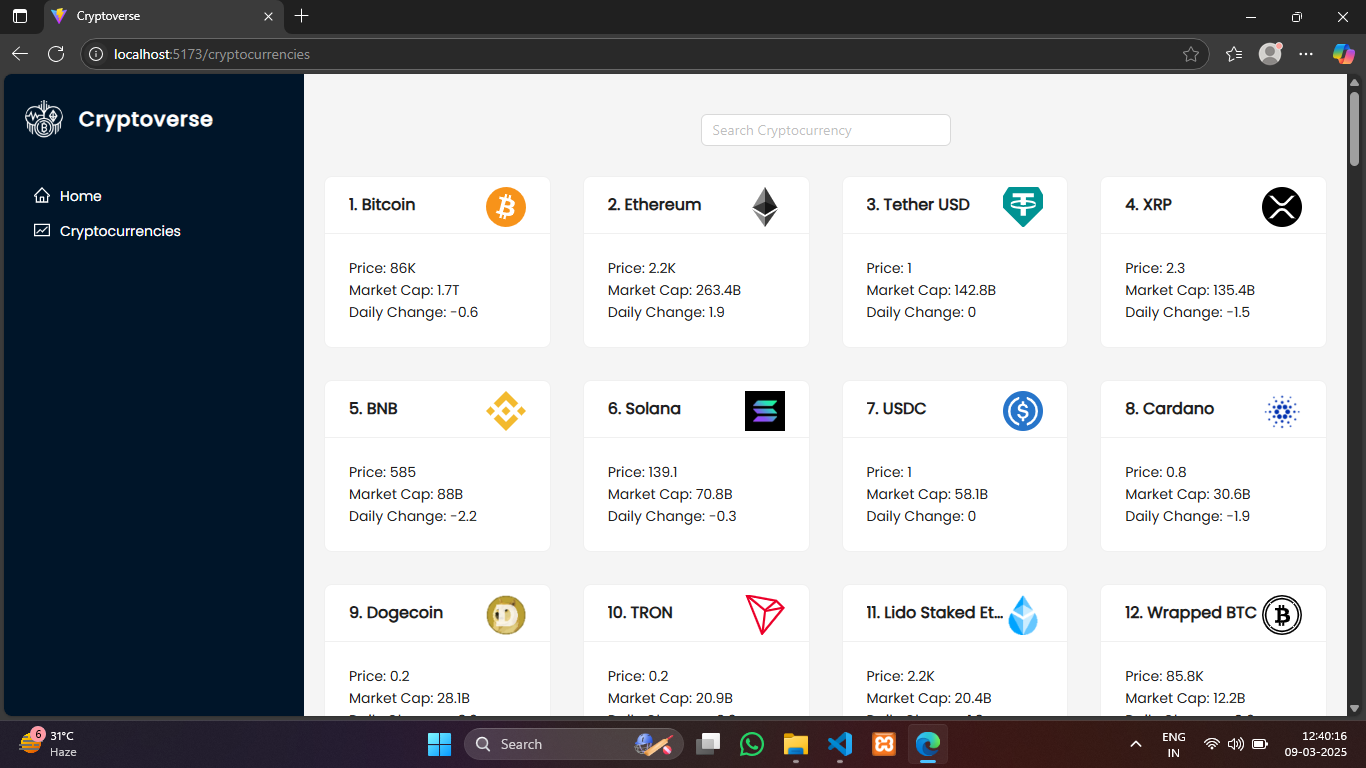 Cryptoverse
localhost:5173/cryptocurrencies
Cryptoverse
Home
Cryptocurrencies
Search Cryptocurrency
1. Bitcoin
Price: 86K
Market Cap: 1.7T
Daily Change: -0.6
2. Ethereum
Price: 2.2K
Market Cap: 263.4B
Daily Change: 1.9
3. Tether USD
Price: 1
Market Cap: 142.8B
Daily Change: 0
4. XRP
Price: 2.3
Market Cap: 135.4B
Daily Change: -1.5
5. BNB
Price: 585
Market Cap: 88B
Daily Change: -2.2
6. Solana
Price: 139.1
Market Cap: 70.8B
Daily Change: -0.3
7. USDC
Price: 1
Market Cap: 58.1B
Daily Change: 0
8. Cardano
Price: 0.8
Market Cap: 30.6B
Daily Change: -1.9
9. Dogecoin
Price: 0.2
Market Cap: 28.1B
10. TRON
Price: 0.2
Market Cap: 20.9B
11. Lido Staked Et...
Price: 2.2K
Market Cap: 20.4B
12. Wrapped BTC
Price: 85.8K
Market Cap: 12.2B
6
31°C
Haze
Search
ENG
IN
12:40:16
09-03-2025